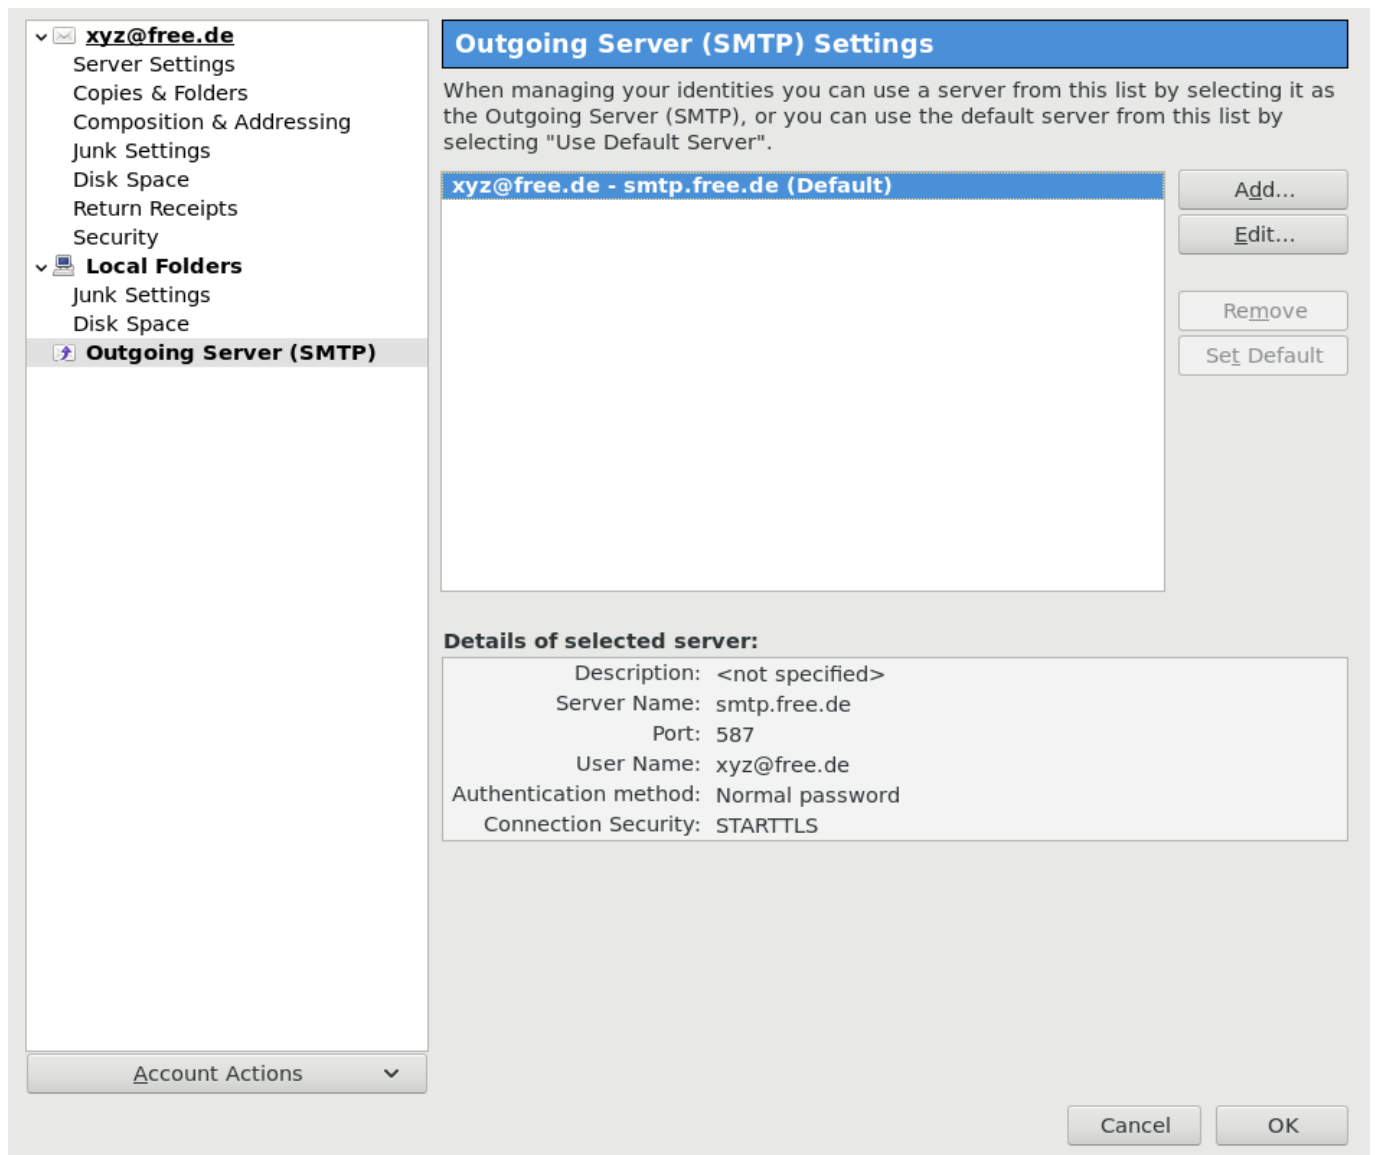 xyz@free.de
Server Settings
Copies & Folders
Composition & Addressing
Junk Settings
Disk Space
Return Receipts
Security
Local Folders
Junk Settings
Disk Space
Outgoing Server (SMTP)
Account Actions
Outgoing Server (SMTP) Settings
When managing your identities you can use a server from this list by selecting it as
the Outgoing Server (SMTP), or you can use the default server from this list by
selecting "Use Default Server".
xyz@free.de - smtp.free.de (Default)
Add...
Edit...
Remove
Set Default
Details of selected server:
Description: <not specified>
Server Name: smtp.free.de
Port: 587
User Name: xyz@free.de
Authentication method: Normal password
Connection Security: STARTTLS
Cancel
OK